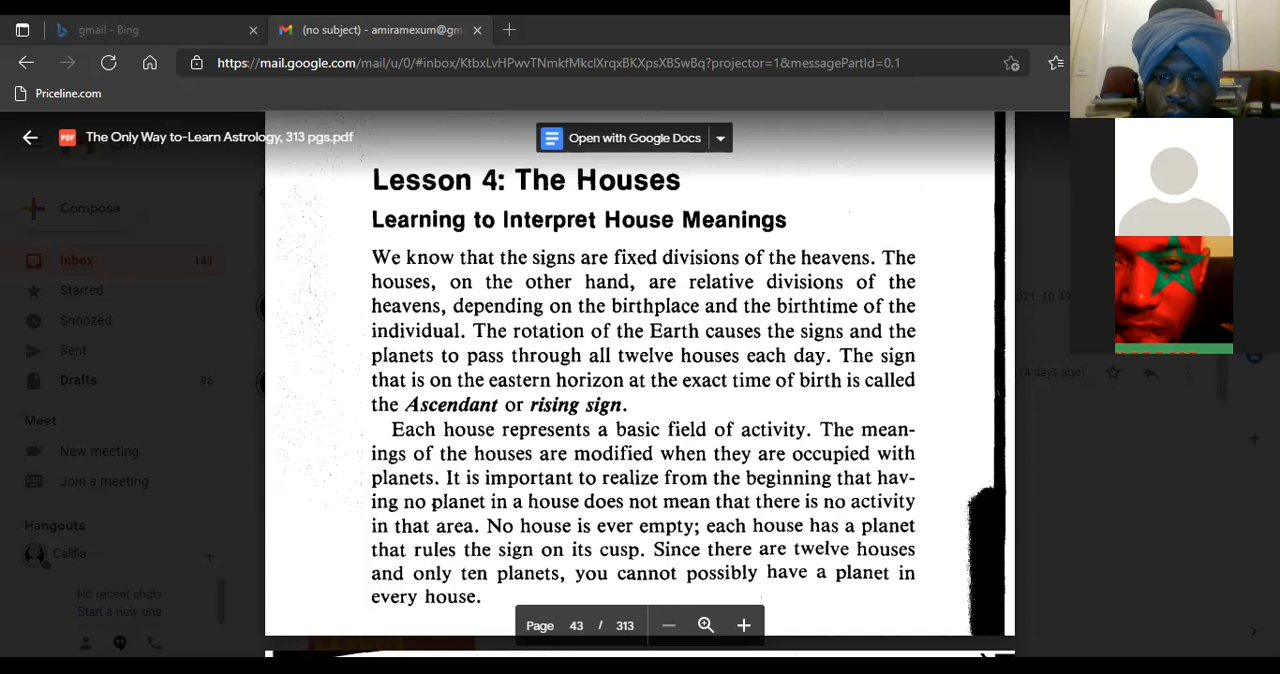 gmail - Bing
(no subject) - amiramexum@gm
https://mail.google.com/mail/u/0/#inbox/KtbxLvHPwvTNmkfMkclXrqxBKXpsXBSwBq?projector=1&messagePartId=0.1
Priceline.com
The Only Way to-Learn Astrology, 313 pgs.pdf
Open with Google Docs
Compose
Inbox 141
Starred
Snoozed
Sent
Drafts 96
Meet
New meeting
Join a meeting
Hangouts
Califia
No recent chats
Start a new one
Lesson 4: The Houses
Learning to Interpret House Meanings
We know that the signs are fixed divisions of the heavens. The
houses, on the other hand, are relative divisions of the
heavens, depending on the birthplace and the birthtime of the
individual. The rotation of the Earth causes the signs and the
planets to pass through all twelve houses each day. The sign
that is on the eastern horizon at the exact time of birth is called
the Ascendant or rising sign.
Each house represents a basic field of activity. The mean-
ings of the houses are modified when they are occupied with
planets. It is important to realize from the beginning that hav-
ing no planet in a house does not mean that there is no activity
in that area. No house is ever empty; each house has a planet
that rules the sign on its cusp. Since there are twelve houses
and only ten planets, you cannot possibly have a planet in
every house.
Page 43 / 313
(4 days ago)